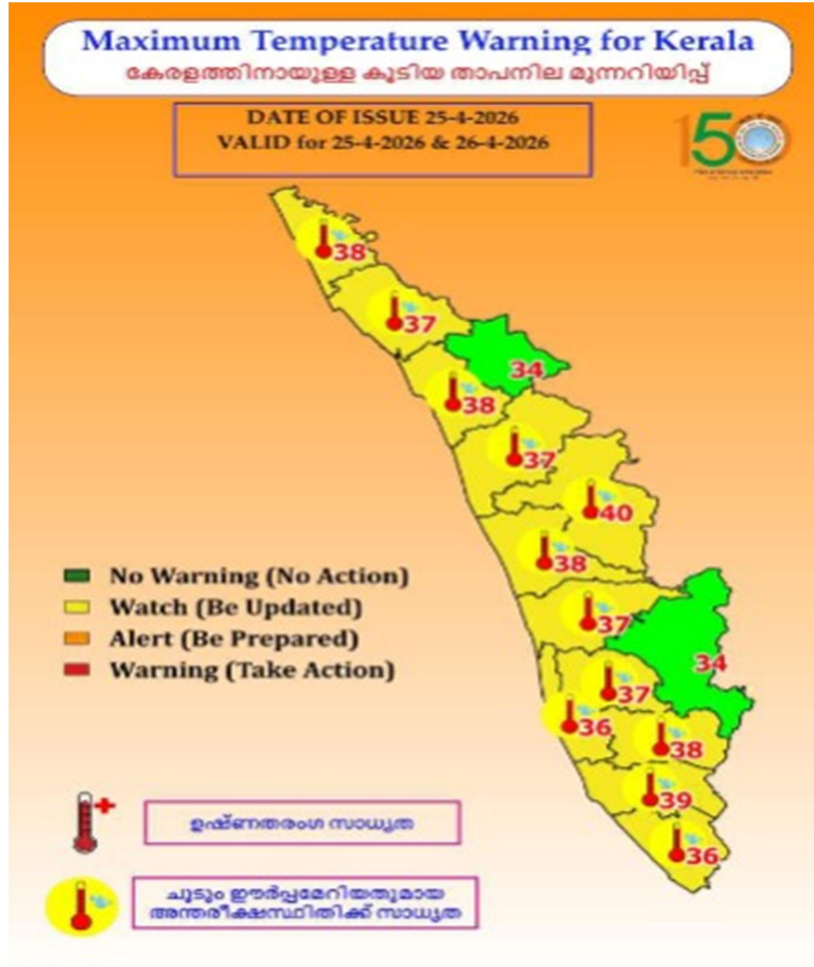 Maximum Temperature Warning for Kerala
കേരളത്തിനായുള്ള കൂടിയ താപനില മുന്നറിയിപ്പ്
DATE OF ISSUE 25-4-2026
VALID for 25-4-2026 & 26-4-2026
150
38
37
34
38
37
40
38
37
34
37
36
38
39
36
No Warning (No Action)
Watch (Be Updated)
Alert (Be Prepared)
Warning (Take Action)
ഉഷ്ണതരംഗ സാധ്യത
ചൂടും ഈർപ്പമേറിയതുമായ
അന്തരീക്ഷസ്ഥിതിക്ക് സാധ്യത